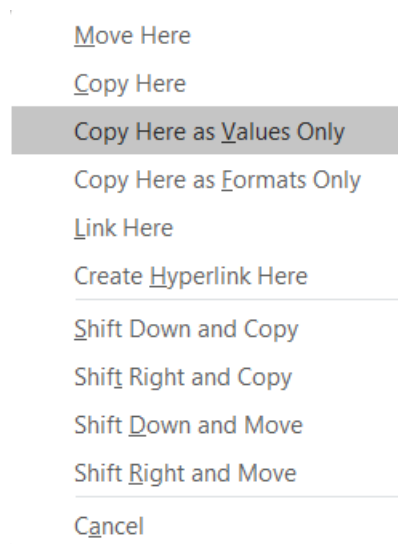 Move Here
Copy Here
Copy Here as Values Only
Copy Here as Formats Only
Link Here
Create Hyperlink Here
Shift Down and Copy
Shift Right and Copy
Shift Down and Move
Shift Right and Move
Cancel